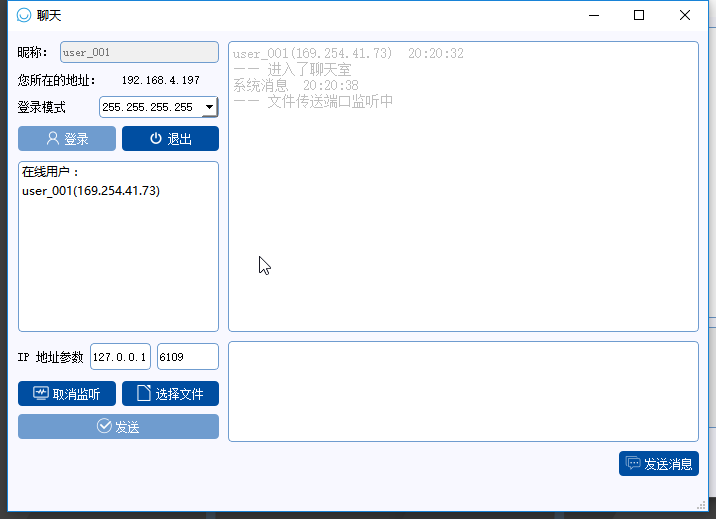 聊天
昵称: user_001
您所在的地址: 192.168.4.197
登录模式 255.255.255.255
登录 退出
在线用户：
user_001(169.254.41.73)
IP 地址参数 127.0.0.1 6109
取消监听 选择文件
发送
user_001(169.254.41.73) 20:20:32
—— 进入了聊天室
系统消息 20:20:38
—— 文件传送端口监听中
发送消息